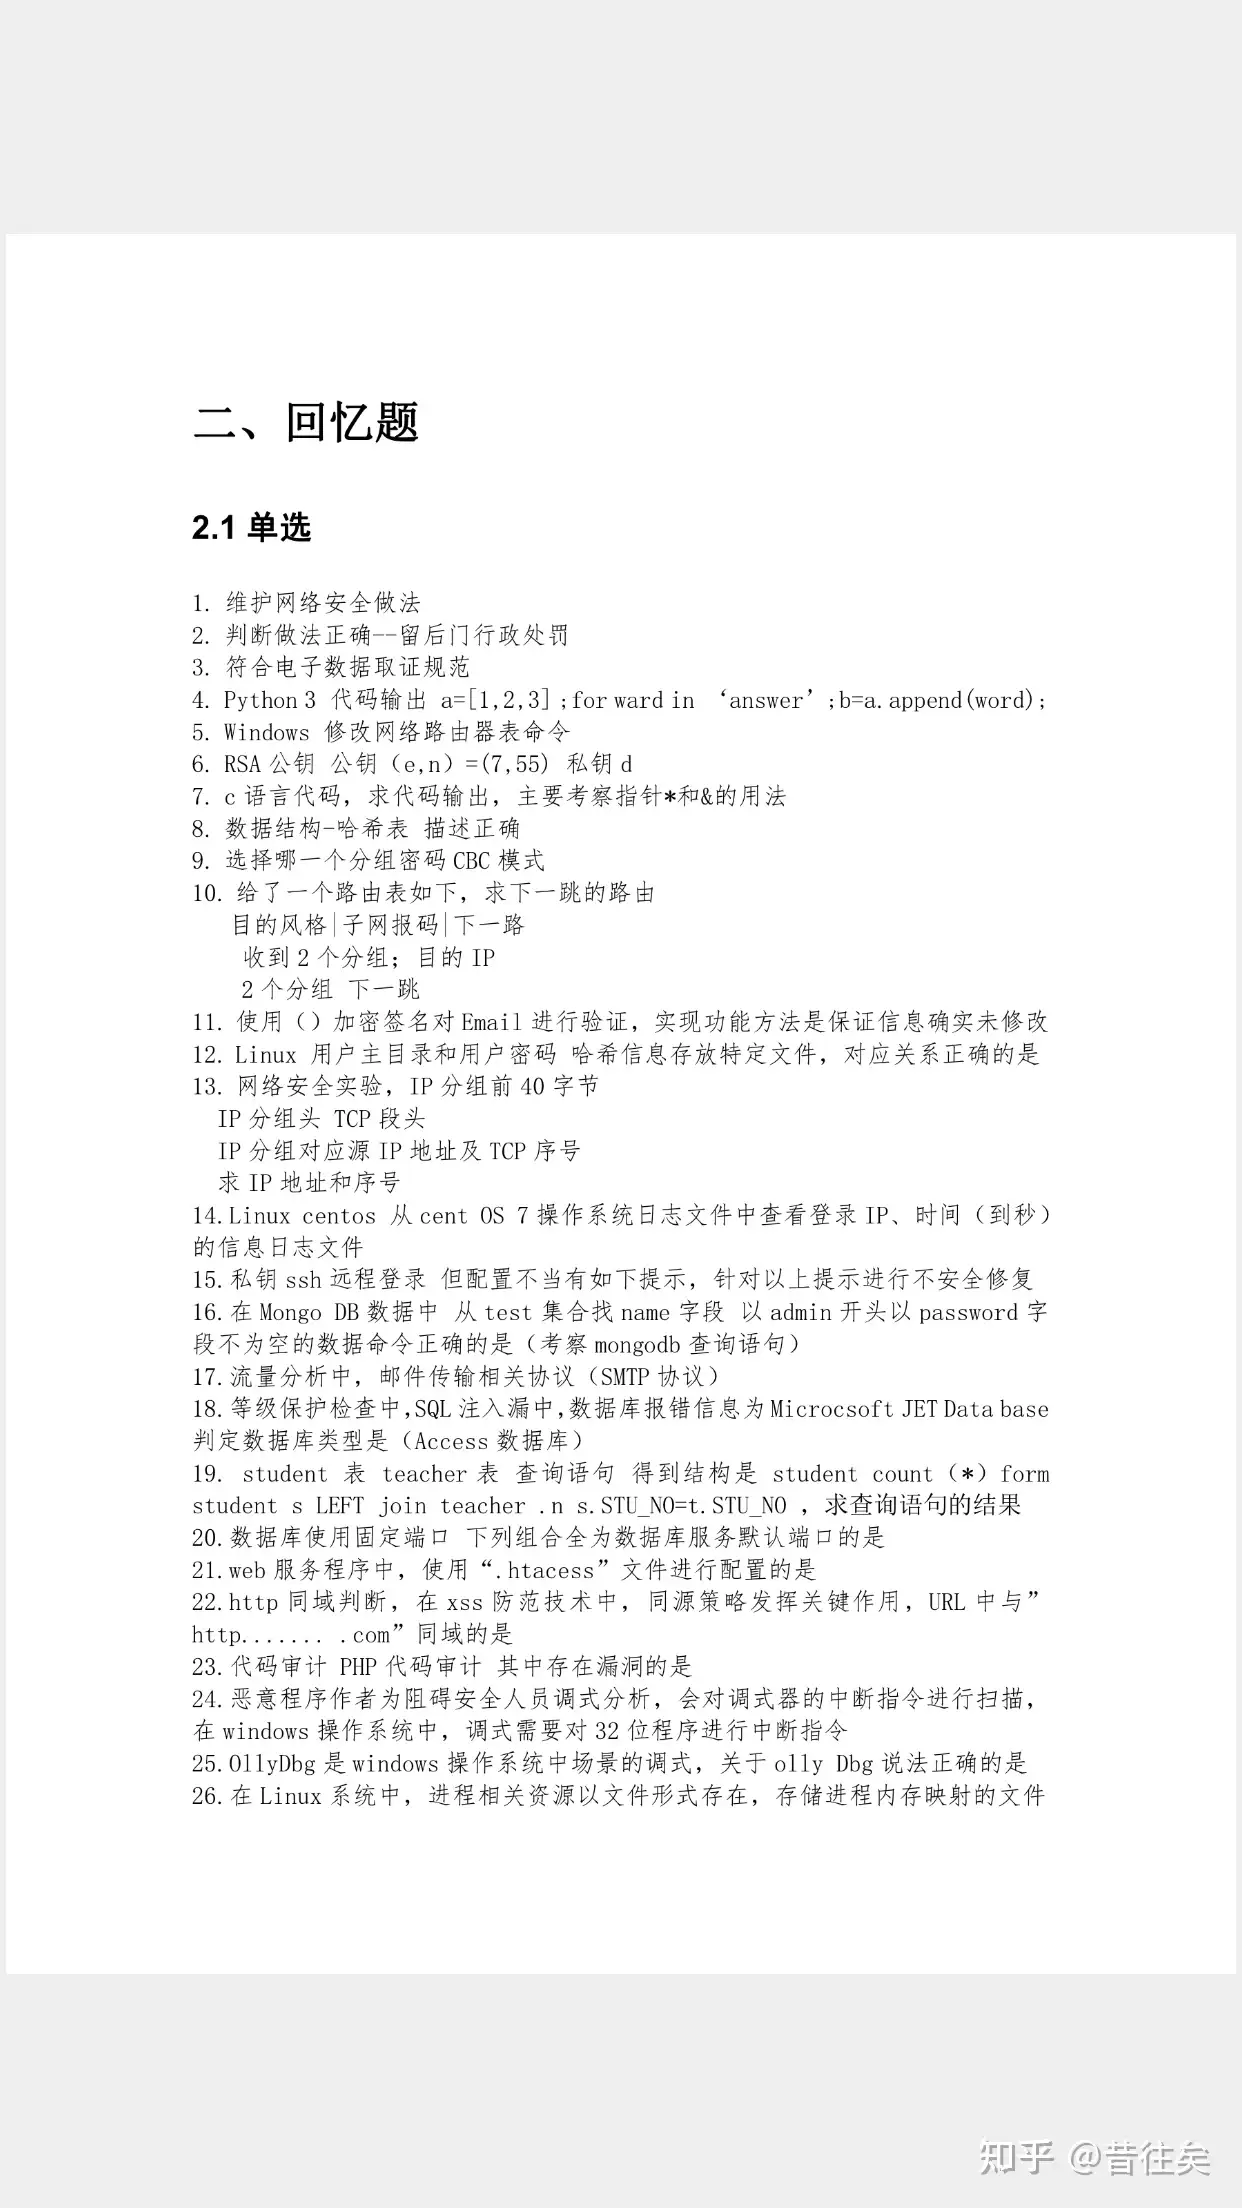 二、回忆题
2.1 单选
1. 维护网络安全做法
2. 判断做法正确--留后门行政处罚
3. 符合电子数据取证规范
4. Python 3 代码输出 a=[1,2,3] ;for ward in ‘answer’;b=a.append(word);
5. Windows 修改网络路由器表命令
6. RSA 公钥 公钥（e,n）=(7,55) 私钥 d
7. c 语言代码，求代码输出，主要考察指针*和&的用法
8. 数据结构-哈希表 描述正确
9. 选择哪一个分组密码 CBC 模式
10. 给了一个路由表如下，求下一跳的路由
目的风格|子网报码|下一路
收到 2 个分组；目的 IP
2 个分组 下一跳
11. 使用（）加密签名对 Email 进行验证，实现功能方法是保证信息确实未修改
12. Linux 用户主目录和用户密码 哈希信息存放特定文件，对应关系正确的是
13. 网络安全实验，IP 分组前 40 字节
IP 分组头 TCP 段头
IP 分组对应源 IP 地址及 TCP 序号
求 IP 地址和序号
14.Linux centos 从 cent OS 7 操作系统日志文件中查看登录 IP、时间（到秒）
的信息日志文件
15.私钥 ssh 远程登录 但配置不当有如下提示，针对以上提示进行不安全修复
16.在 Mongo DB 数据中 从 test 集合找 name 字段 以 admin 开头以 password 字
段不为空的数据命令正确的是（考察 mongodb 查询语句）
17.流量分析中，邮件传输相关协议（SMTP 协议）
18.等级保护检查中,SQL 注入漏中,数据库报错信息为 Microcsoft JET Data base
判定数据库类型是（Access 数据库）
19. student 表 teacher 表 查询语句 得到结构是 student count（*）form
student s LEFT join teacher .n s.STU_NO=t.STU_NO ，求查询语句的结果
20.数据库使用固定端口 下列组合全为数据库服务默认端口的是
21.web 服务程序中，使用“.htacess”文件进行配置的是
22.http 同域判断，在 xss 防范技术中，同源策略发挥关键作用，URL 中与”
http....... .com”同域的是
23.代码审计 PHP 代码审计 其中存在漏洞的是
24.恶意程序作者为阻碍安全人员调式分析，会对调式器的中断指令进行扫描，
在 windows 操作系统中，调式需要对 32 位程序进行中断指令
25.OllyDbg 是 windows 操作系统中场景的调式，关于 olly Dbg 说法正确的是
26.在 Linux 系统中，进程相关资源以文件形式存在，存储进程内存映射的文件
知乎 @昔往矣